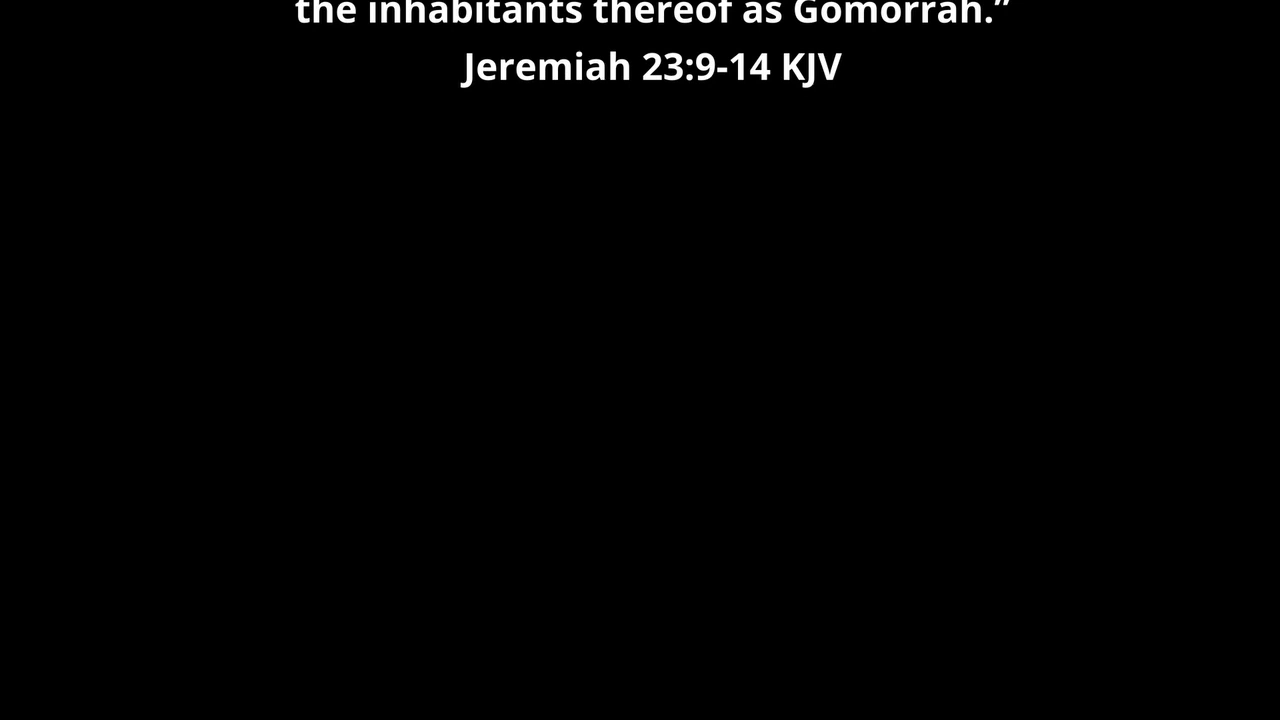 the inhabitants thereof as Gomorrah.”
Jeremiah 23:9-14 KJV